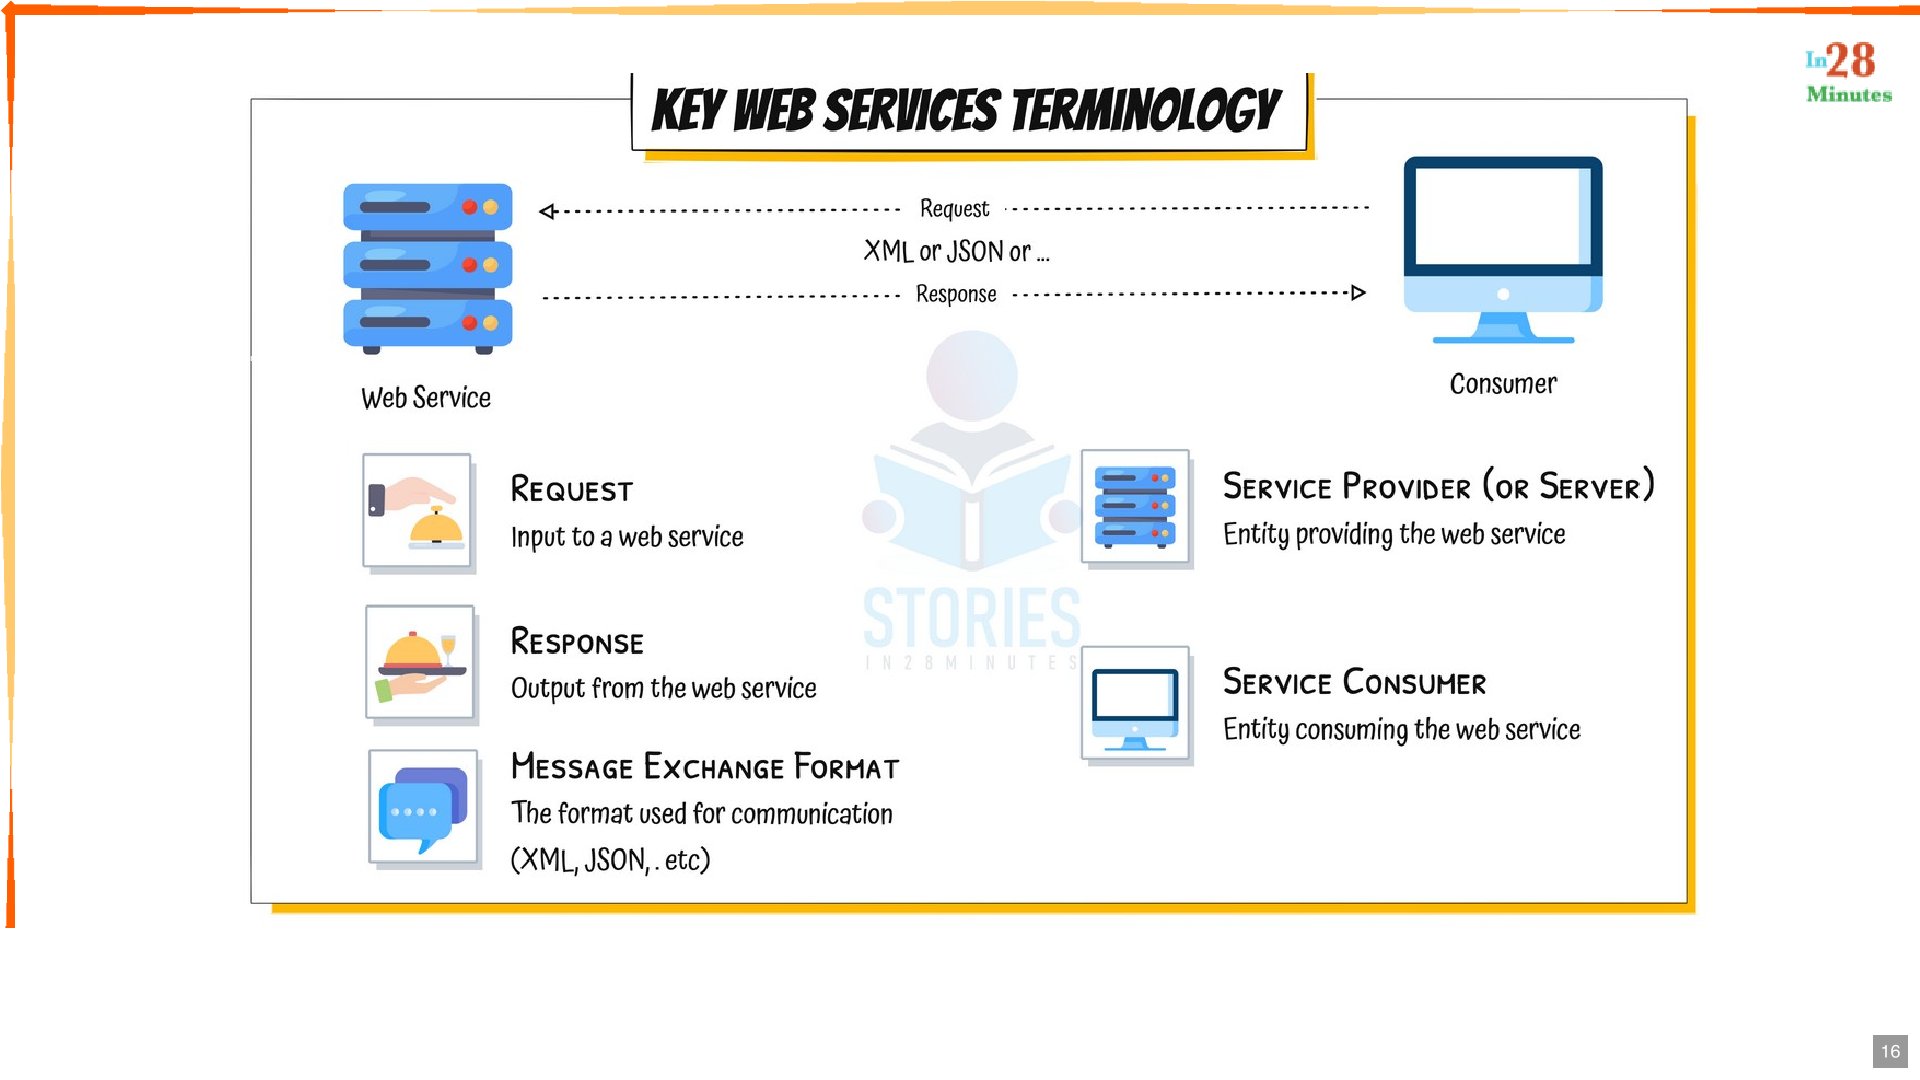 In28
Minutes
KEY WEB SERVICES TERMINOLOGY
Request
XML or JSON or ...
Response
Web Service
Consumer
REQUEST
Input to a web service
SERVICE PROVIDER (OR SERVER)
Entity providing the web service
STORIES
IN28MINUTES
RESPONSE
Output from the web service
SERVICE CONSUMER
Entity consuming the web service
MESSAGE EXCHANGE FORMAT
The format used for communication
(XML, JSON, . etc)
16